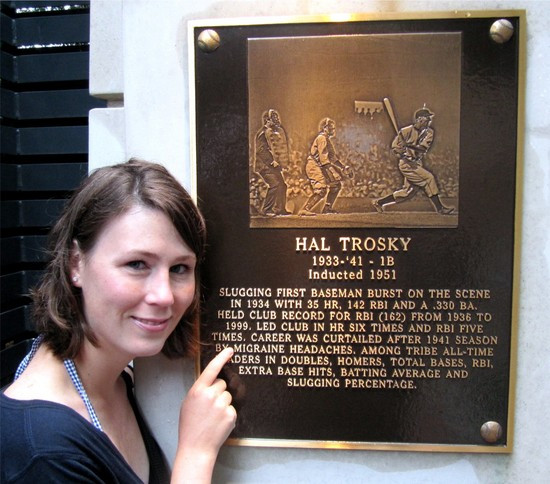 HAL TROSKY
1933-'41 - 1B
Inducted 1951
SLUGGING FIRST BASEMAN BURST ON THE SCENE
IN 1934 WITH 35 HR, 142 RBI AND A .330 BA.
HELD CLUB RECORD FOR RBI (162) FROM 1936 TO
1999. LED CLUB IN HR SIX TIMES AND RBI FIVE
TIMES. CAREER WAS CURTAILED AFTER 1941 SEASON
BY MIGRAINE HEADACHES. AMONG TRIBE ALL-TIME
LEADERS IN DOUBLES, HOMERS, TOTAL BASES, RBI,
EXTRA BASE HITS, BATTING AVERAGE AND
SLUGGING PERCENTAGE.